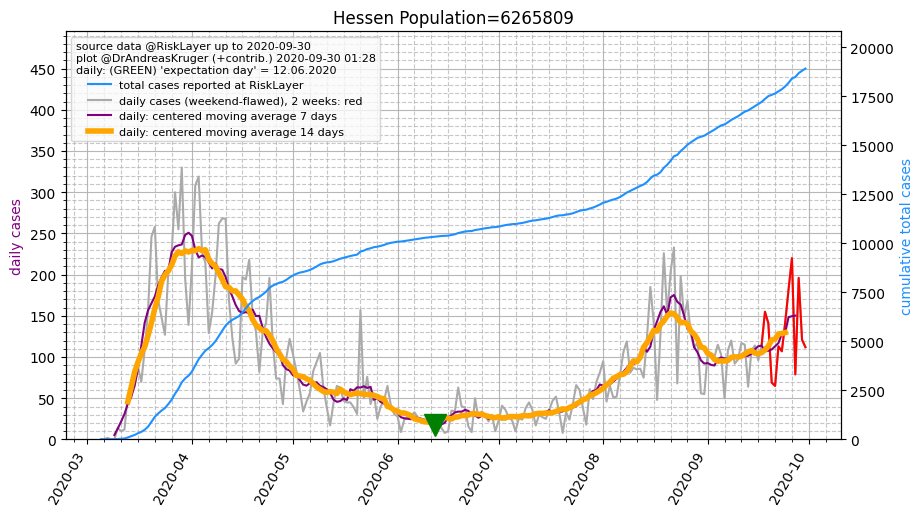 Hessen Population=6265809
source data @RiskLayer up to 2020-09-30
plot @DrAndreasKruger (+contrib.) 2020-09-30 01:28
daily: (GREEN) 'expectation day' = 12.06.2020
total cases reported at RiskLayer
daily cases (weekend-flawed), 2 weeks: red
daily: centered moving average 7 days
daily: centered moving average 14 days
daily cases
450
400
350
300
250
200
150
100
50
0
20000
17500
15000
12500
10000
7500
5000
2500
0
cumulative total cases
2020-03
2020-04
2020-05
2020-06
2020-07
2020-08
2020-09
2020-10